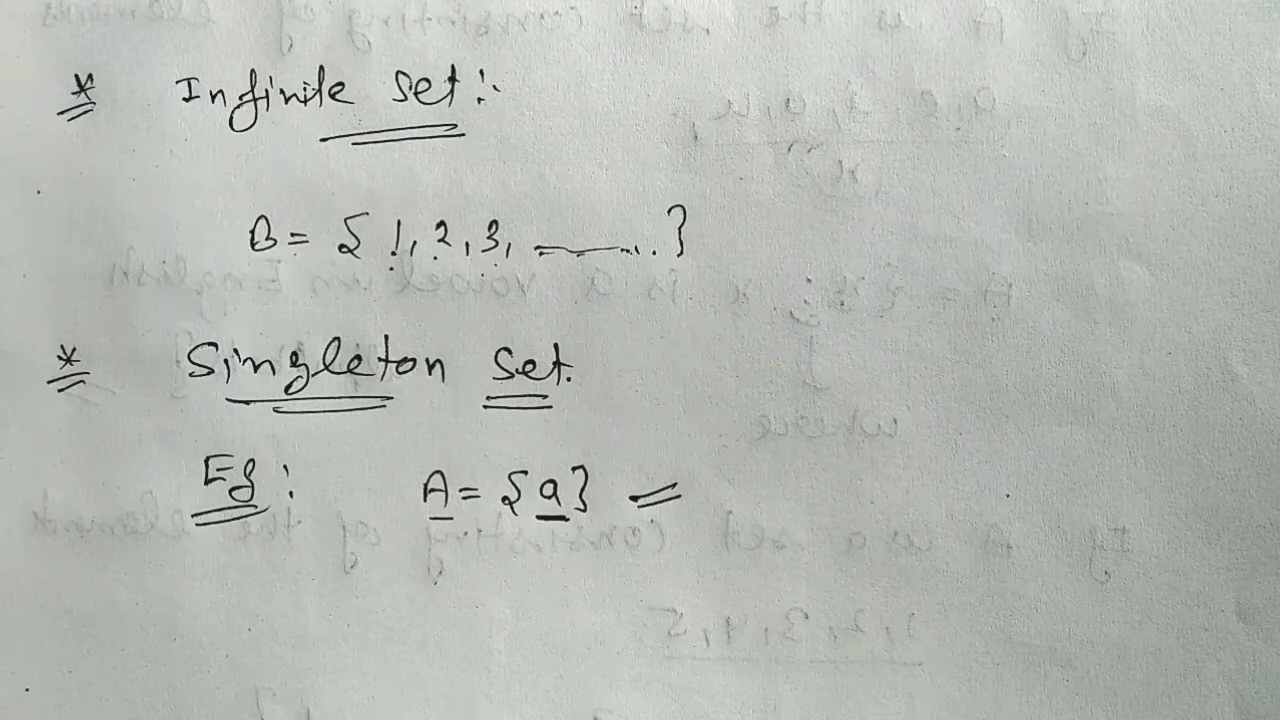 * Infinite set :-
B = { 1, 2, 3, ——... }
* Singleton set.
Eg : A = {a}